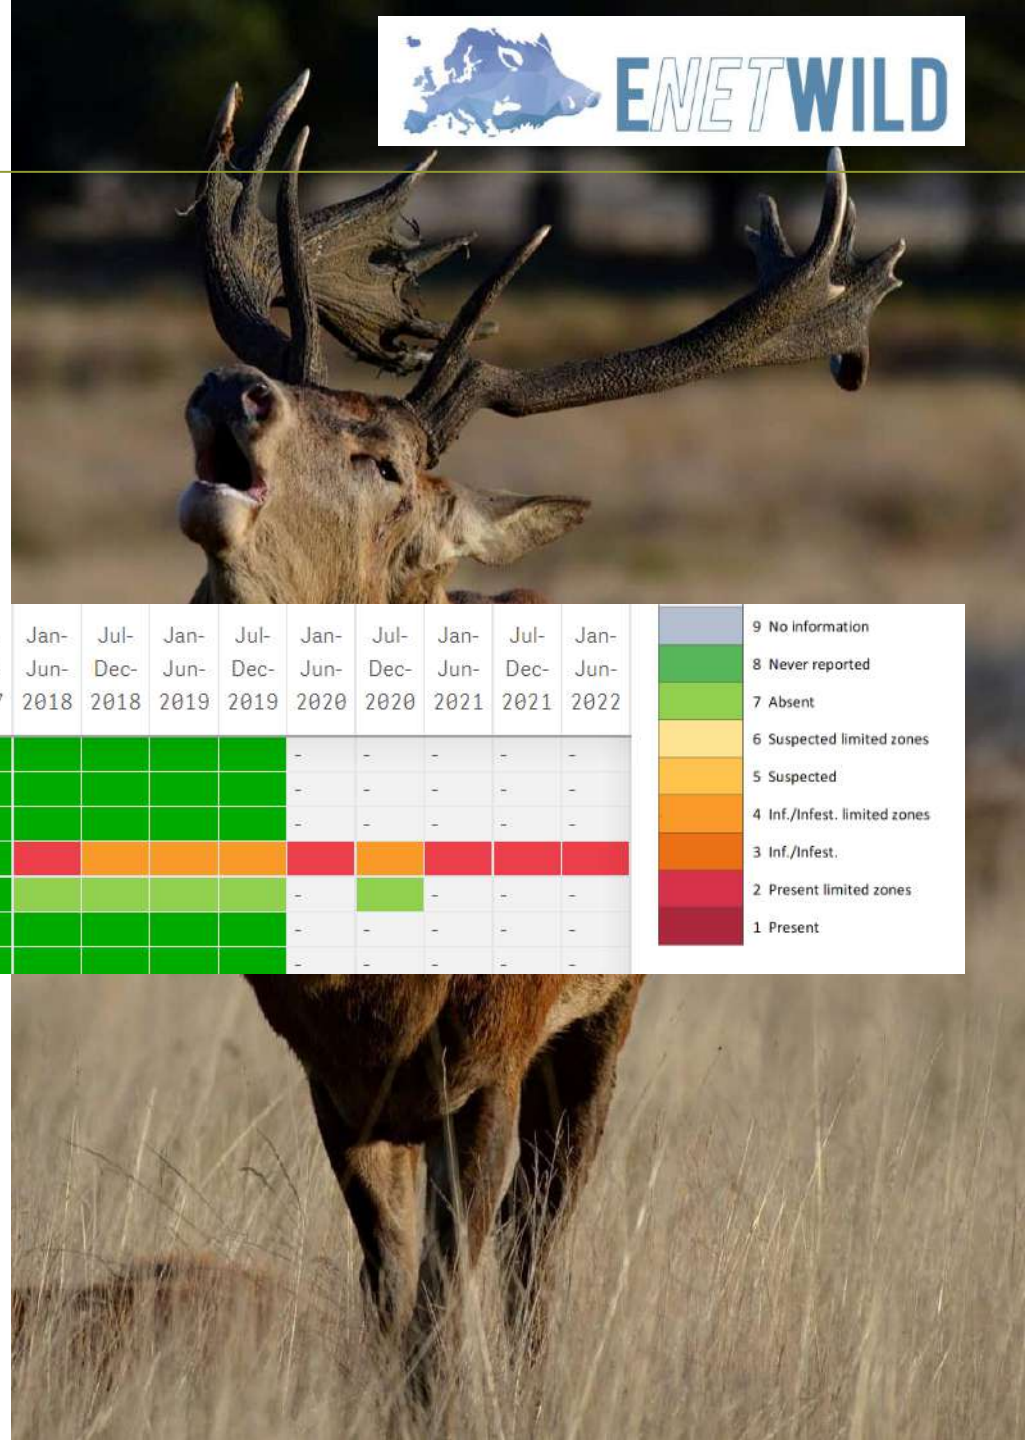 ENETWILD
Jan- Jul- Jan- Jul- Jan- Jul- Jan- Jul- Jan-
Jun- Dec- Jun- Dec- Jun- Dec- Jun- Dec- Jun-
2018 2018 2019 2019 2020 2020 2021 2021 2022
- - - - -
- - - - -
- - - - -
- - - -
- - - - -
- - - - -
9 No information
8 Never reported
7 Absent
6 Suspected limited zones
5 Suspected
4 Inf./Infest. limited zones
3 Inf./Infest.
2 Present limited zones
1 Present